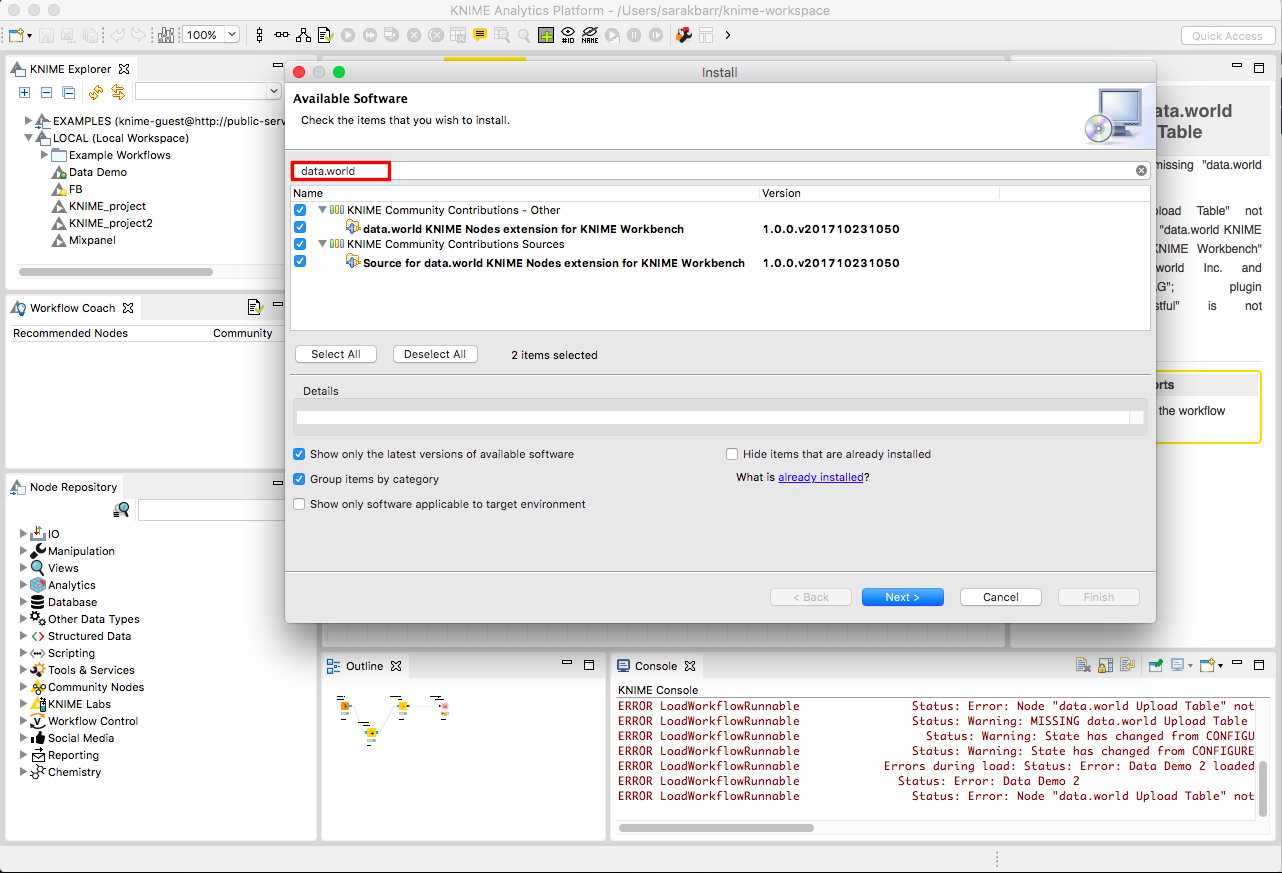 KNIME Analytics Platform - /Users/sarakbarr/knime-workspace
100%
#ID
NAME
Quick Access
KNIME Explorer
EXAMPLES (knime-guest@http://public-serv
LOCAL (Local Workspace)
Example Workflows
Data Demo
FB
KNIME_project
KNIME_project2
Mixpanel
Workflow Coach
Recommended Nodes Community
Node Repository
IO
Manipulation
Views
Analytics
Database
Other Data Types
Structured Data
Scripting
Tools & Services
Community Nodes
KNIME Labs
Workflow Control
Social Media
Reporting
Chemistry
Install
Available Software
Check the items that you wish to install.
data.world
Name Version
KNIME Community Contributions - Other
data.world KNIME Nodes extension for KNIME Workbench 1.0.0.v201710231050
KNIME Community Contributions Sources
Source for data.world KNIME Nodes extension for KNIME Workbench 1.0.0.v201710231050
Select All Deselect All 2 items selected
Details
Show only the latest versions of available software Hide items that are already installed
Group items by category What is already installed?
Show only software applicable to target environment
< Back Next > Cancel Finish
ata.world
Table
missing "data.world
oload Table" not
"data.world KNIME
KNIME Workbench"
world Inc. and
AG"; plugin
stful" is not
orts
the workflow
Outline
Console
KNIME Console
ERROR LoadWorkflowRunnable Status: Error: Node "data.world Upload Table" not
ERROR LoadWorkflowRunnable Status: Warning: MISSING data.world Upload Table
ERROR LoadWorkflowRunnable Status: Warning: State has changed from CONFIGU
ERROR LoadWorkflowRunnable Status: Warning: State has changed from CONFIGURE
ERROR LoadWorkflowRunnable Errors during load: Status: Error: Data Demo 2 loaded
ERROR LoadWorkflowRunnable Status: Error: Data Demo 2
ERROR LoadWorkflowRunnable Status: Error: Node "data.world Upload Table" not